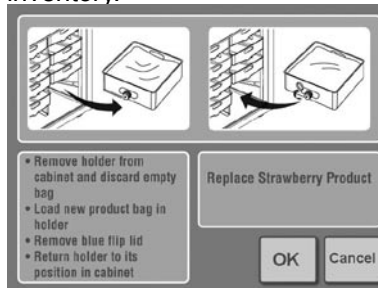 • Remove holder from
cabinet and discard empty
bag
• Load new product bag in
holder
• Remove blue flip lid
• Return holder to its
position in cabinet
Replace Strawberry Product
OK
Cancel